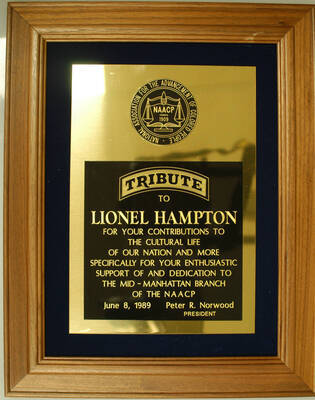 NATIONAL ASSOCIATION FOR THE ADVANCEMENT OF COLORED PEOPLE
NAACP
FOUNDED
1909
TRIBUTE
TO
LIONEL HAMPTON
FOR YOUR CONTRIBUTIONS TO
THE CULTURAL LIFE
OF OUR NATION AND MORE
SPECIFICALLY FOR YOUR ENTHUSIASTIC
SUPPORT OF AND DEDICATION TO
THE MID - MANHATTAN BRANCH
OF THE NAACP
June 8, 1989 Peter R. Norwood
PRESIDENT